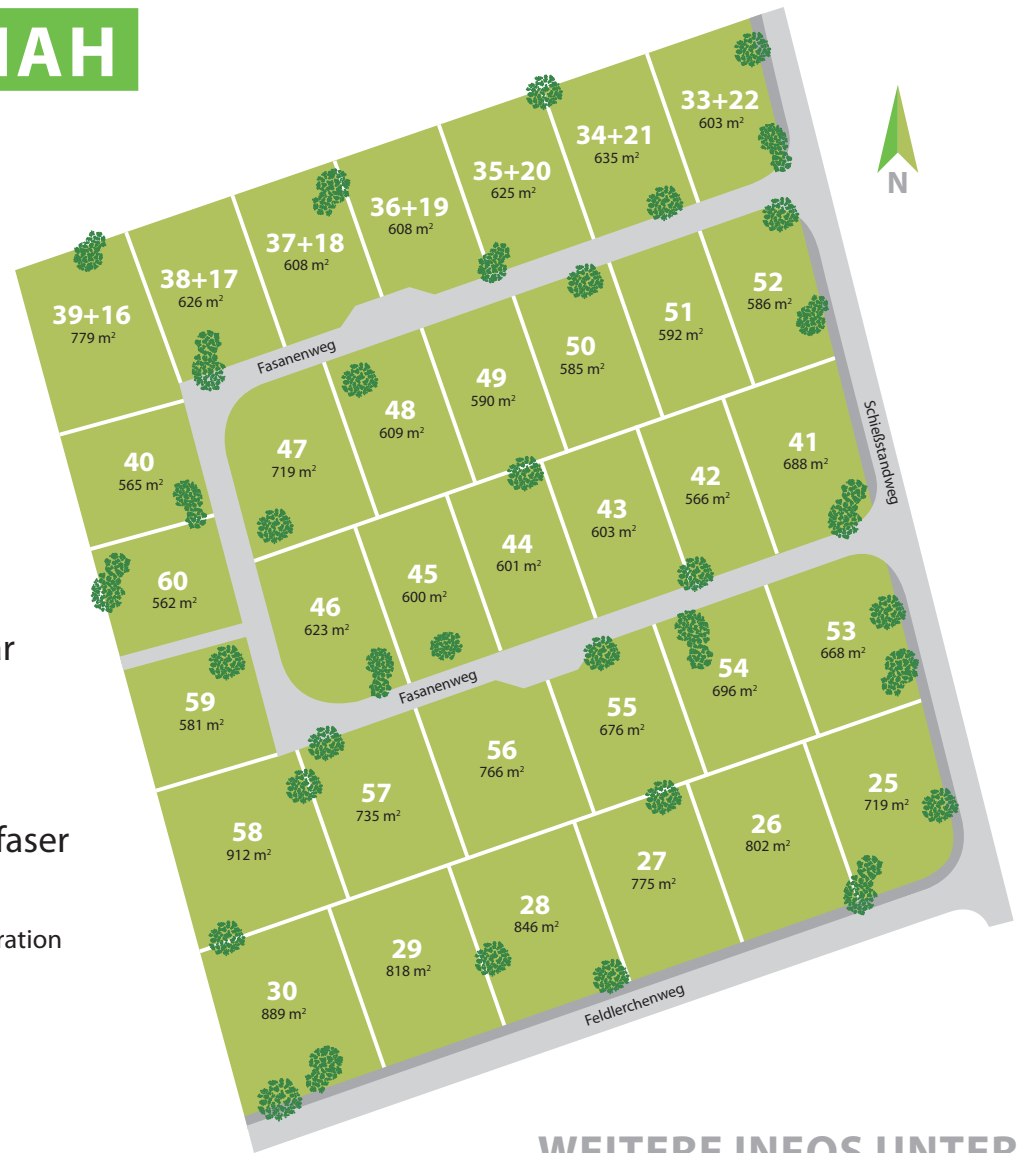 33+22
603 m²
34+21
635 m²
35+20
625 m²
36+19
608 m²
37+18
608 m²
38+17
626 m²
39+16
779 m²
Fasanenweg
52
586 m²
51
592 m²
50
585 m²
49
590 m²
48
609 m²
47
719 m²
40
565 m²
60
562 m²
59
581 m²
Schießstandweg
41
688 m²
42
566 m²
43
603 m²
44
601 m²
45
600 m²
46
623 m²
Fasanenweg
53
668 m²
54
696 m²
55
676 m²
56
766 m²
57
735 m²
58
912 m²
25
719 m²
26
802 m²
27
775 m²
28
846 m²
29
818 m²
30
889 m²
Feldlerchenweg
N
faser
WEITERE INFOS UNTER